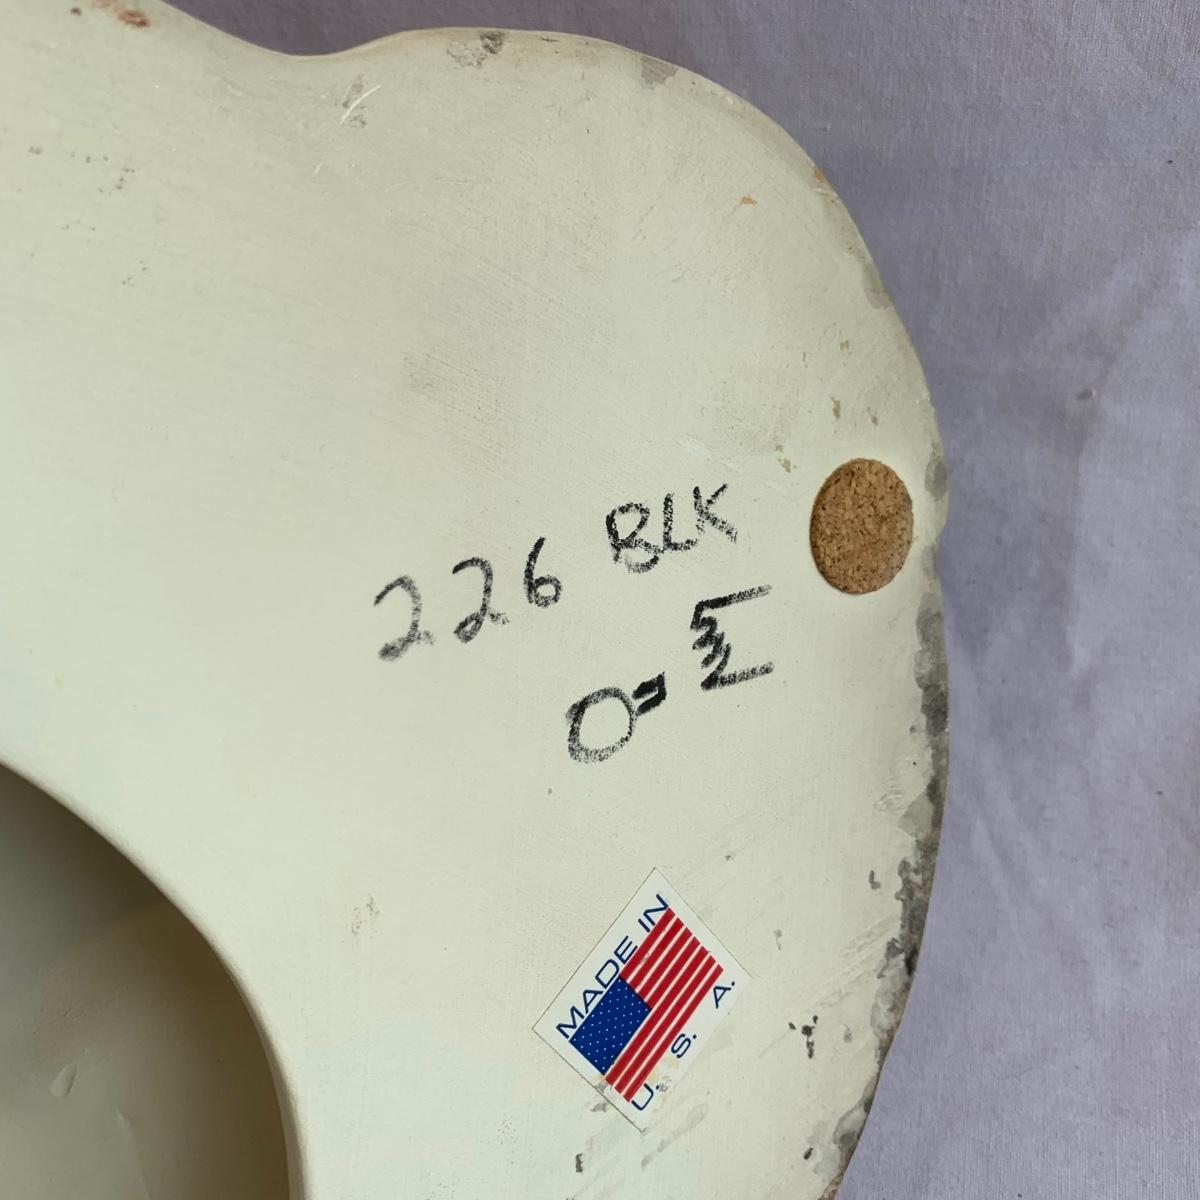 226 BLK
MADE IN
U. S. A.